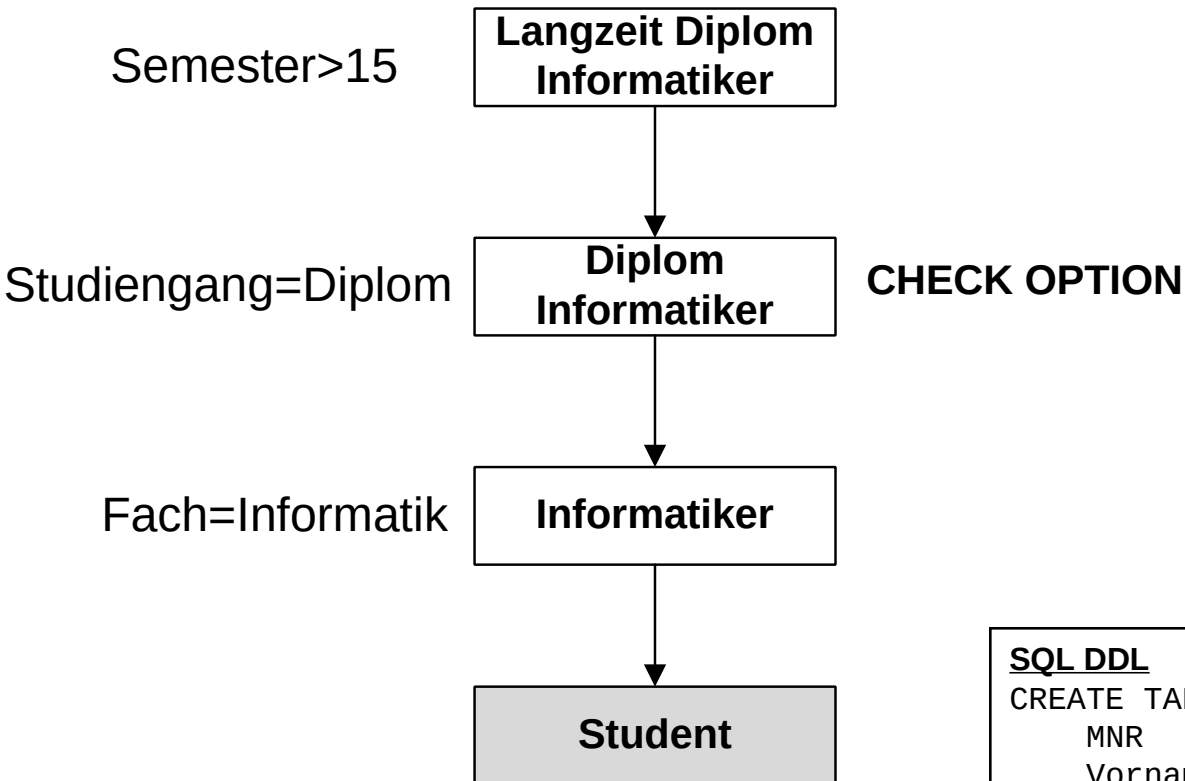 Langzeit Diplom
Informatiker
Semester>15
Diplom
Informatiker
Studiengang=Diplom
CHECK OPTION
Fach=Informatik
Informatiker
Student
SQL DDL
CREATE
MNR